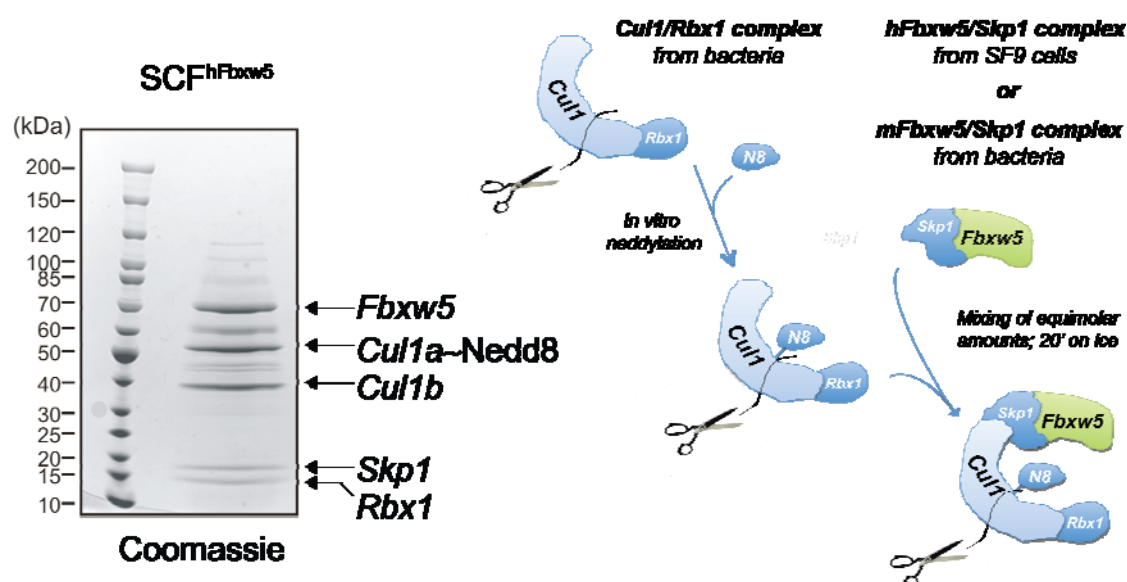 SCFhFbxw5
(kDa)
200
150
120
100
85
70
60
50
40
30
25
20
15
10
Fbxw5
Cul1a~Nedd8
Cul1b
Skp1
Rbx1
Coomassie
Cul1/Rbx1 complex
from bacteria
hFbxw5/Skp1 complex
from SF9 cells
or
mFbxw5/Skp1 complex
from bacteria
Cul1
Rbx1
N8
In vitro
neddylation
Skp1
Skp1
Fbxw5
Mixing of equimolar
amounts; 20' on ice
Cul1
N8
Rbx1
Skp1
Fbxw5
Cul1
N8
Rbx1